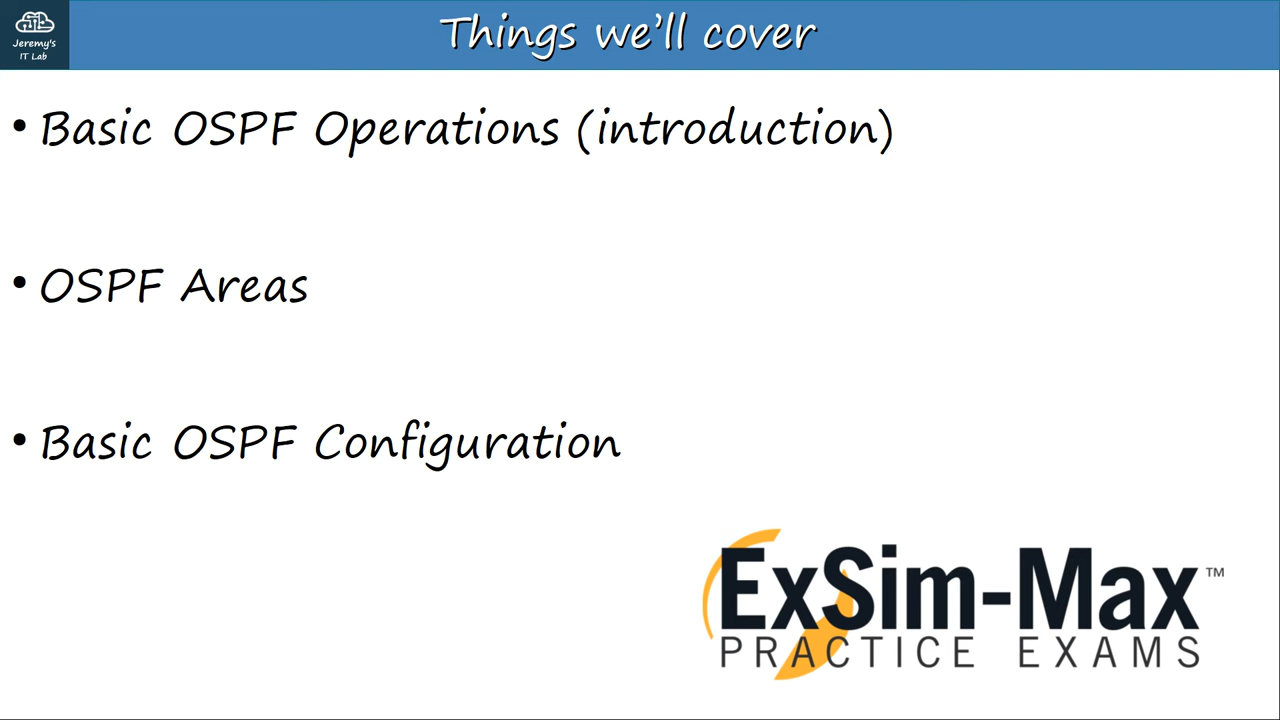 Jeremy's
IT Lab
Things we'll cover
• Basic OSPF Operations (introduction)
• OSPF Areas
• Basic OSPF Configuration
ExSim-Max™
PRACTICE EXAMS